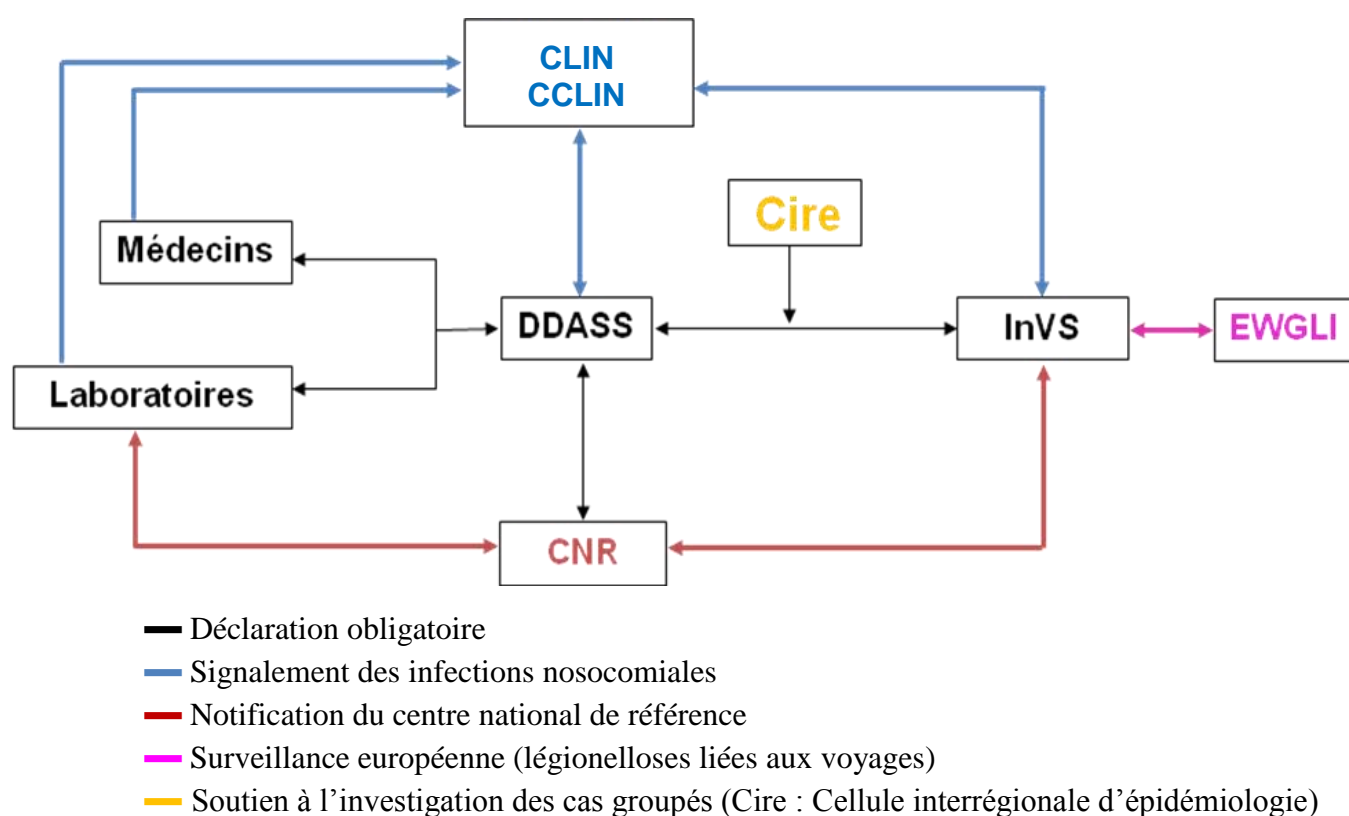 CLIN
CCLIN
Cire
Médecins
DDASS
InVS
EWGLI
Laboratoires
CNR
Déclaration obligatoire
Signalement des infections nosocomiales
Notification du centre national de référence
Surveillance européenne (légionelloses liées aux voyages)
Soutien à l’investigation des cas groupés (Cire : Cellule interrégionale d’épidémiologie)